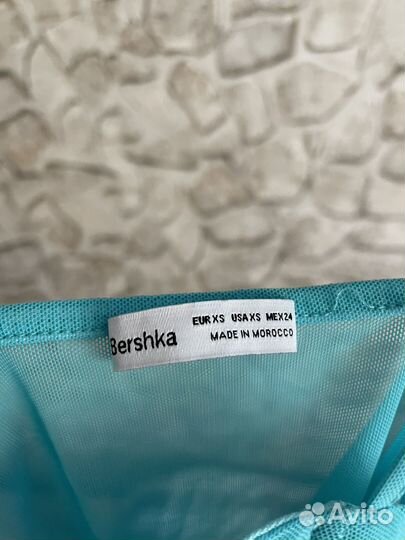 Bershka
EUR XS USA XS MEX 24
MADE IN MOROCCO
Avito